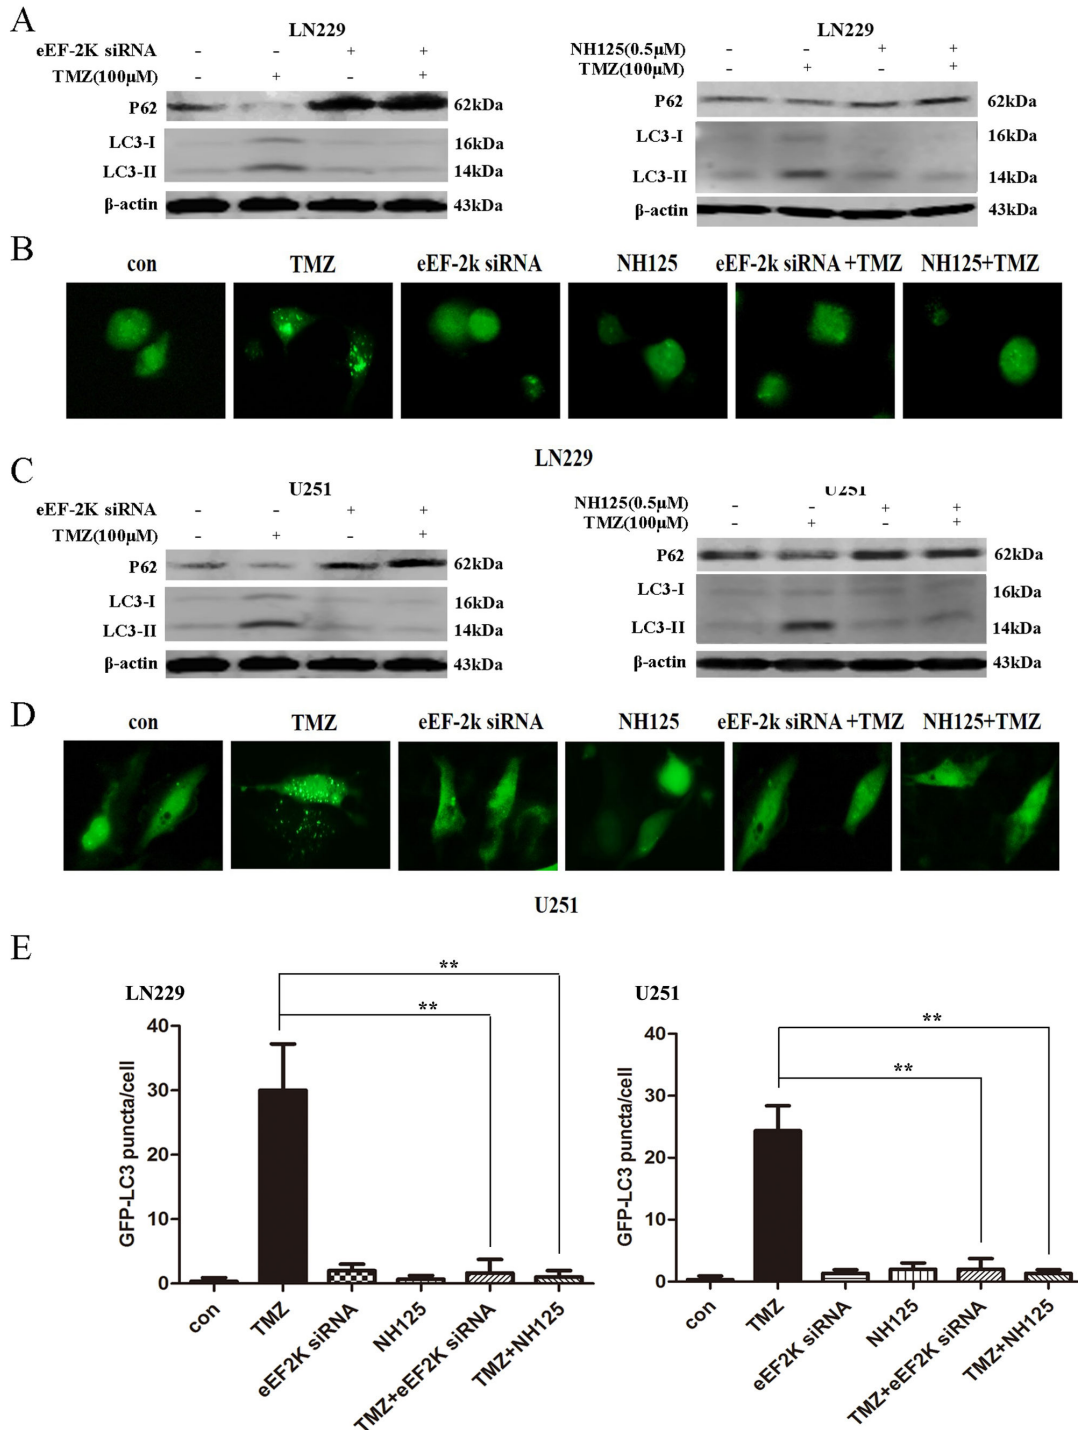 A
LN229
eEF-2K siRNA - - + +
TMZ(100μM) - + - +
P62 62kDa
LC3-I 16kDa
LC3-II 14kDa
β-actin 43kDa
LN229
NH125(0.5μM) - - + +
TMZ(100μM) - + - +
P62 62kDa
LC3-I 16kDa
LC3-II 14kDa
β-actin 43kDa
B
con TMZ eEF-2k siRNA NH125 eEF-2k siRNA +TMZ NH125+TMZ
LN229
C
U251
eEF-2K siRNA - - + +
TMZ(100μM) - + - +
P62 62kDa
LC3-I 16kDa
LC3-II 14kDa
β-actin 43kDa
U251
NH125(0.5μM) - - + +
TMZ(100μM) - + - +
P62 62kDa
LC3-I 16kDa
LC3-II 14kDa
β-actin 43kDa
D
con TMZ eEF-2k siRNA NH125 eEF-2k siRNA +TMZ NH125+TMZ
U251
E
LN229
**
**
GFP-LC3 puncta/cell
40
30
20
10
0
con TMZ eEF2K siRNA NH125 TMZ+eEF2K siRNA TMZ+NH125
U251
**
**
GFP-LC3 puncta/cell
40
30
20
10
0
con TMZ eEF2K siRNA NH125 TMZ+eEF2K siRNA TMZ+NH125